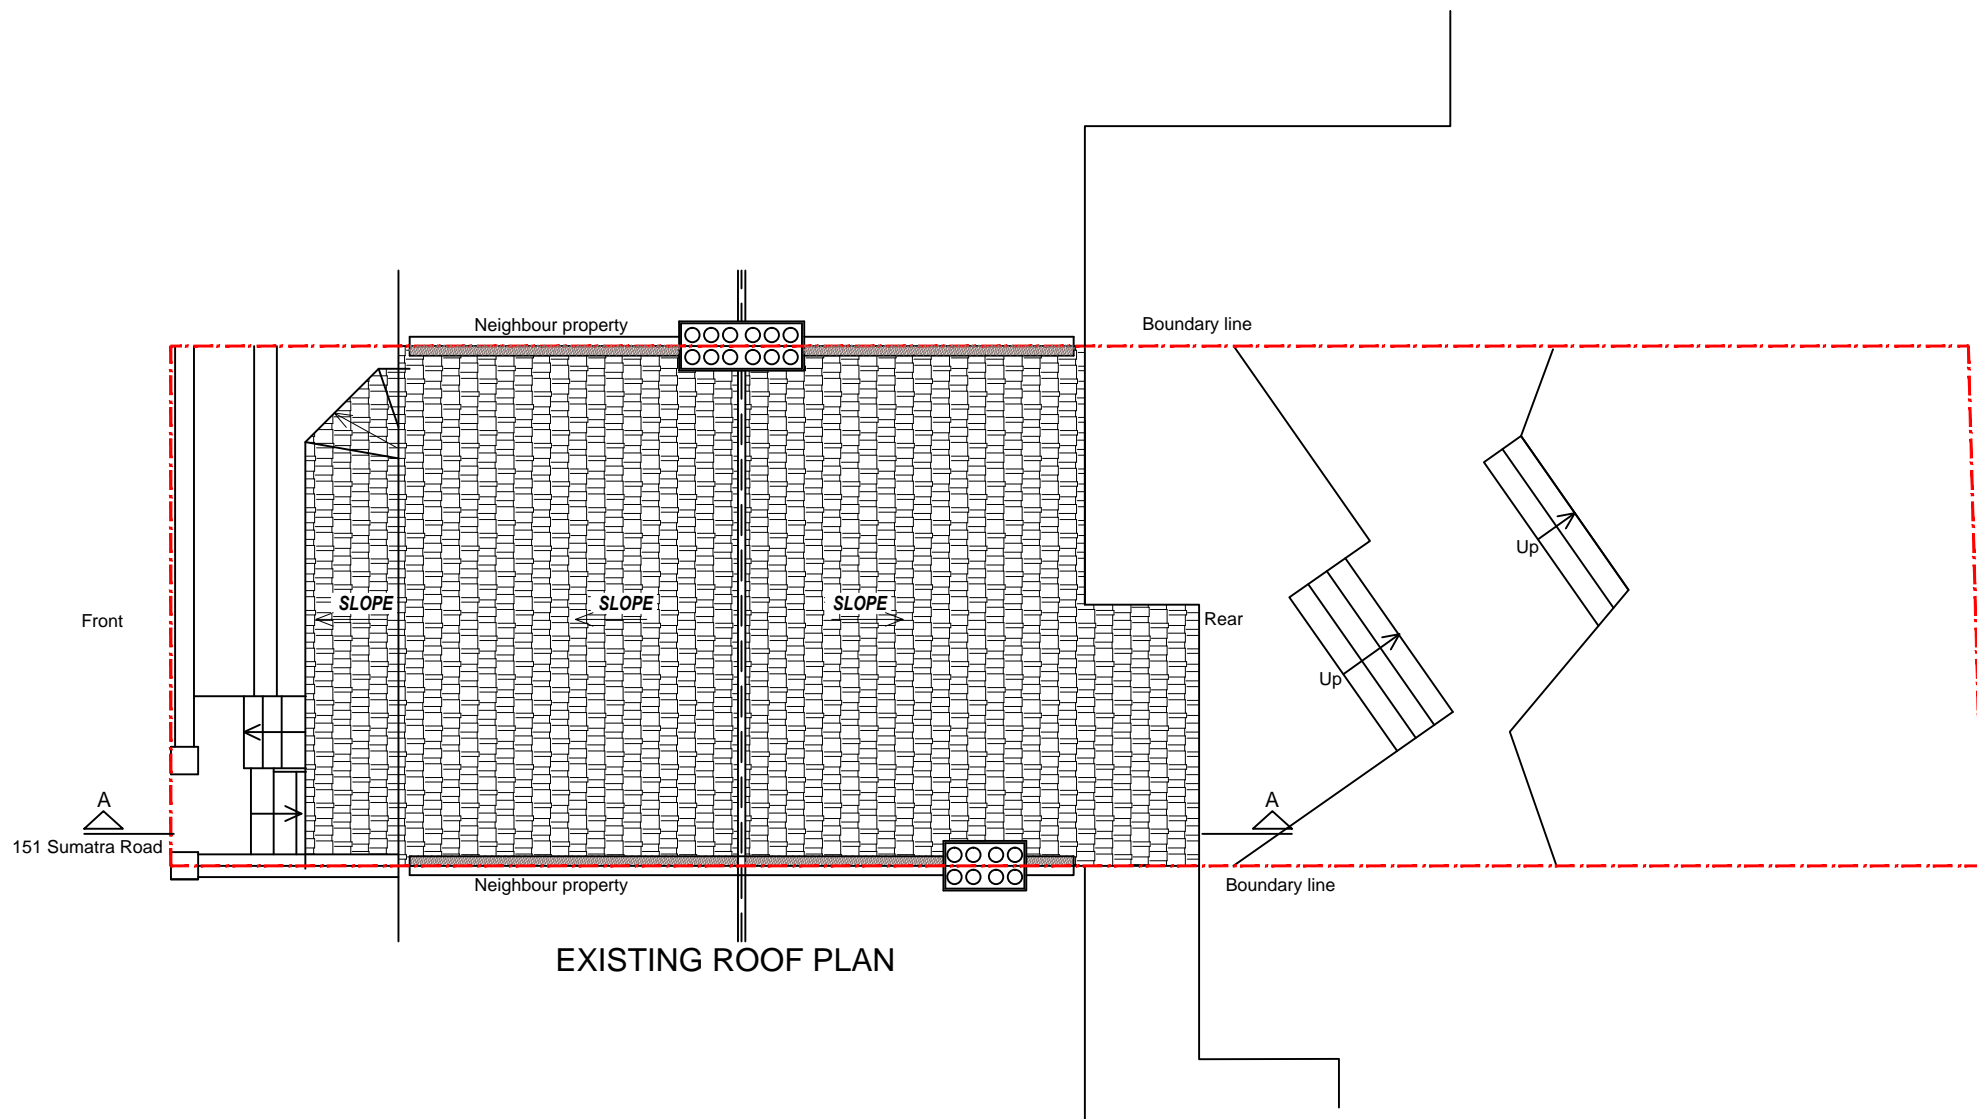 Neighbour property
Boundary line
Up
SLOPE
SLOPE
SLOPE
Front
Rear
Up
A
A
151 Sumatra Road
Neighbour property
Boundary line
EXISTING ROOF PLAN